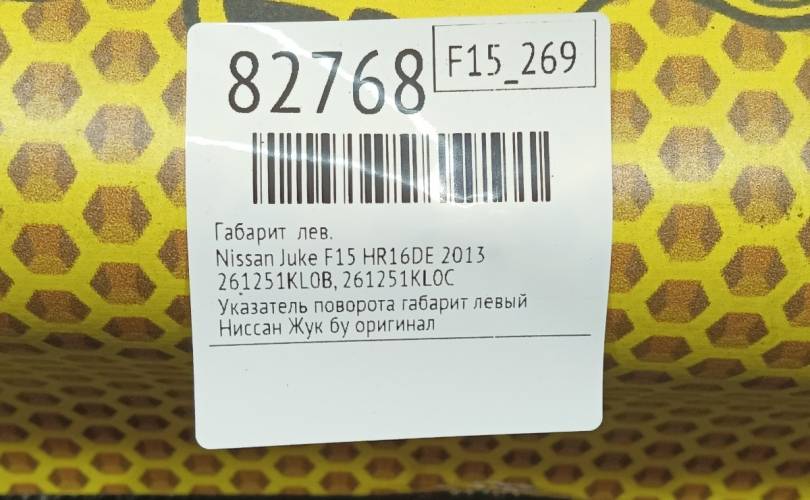 82768
F15_269
Габарит лев.
Nissan Juke F15 HR16DE 2013
261251KL0B, 261251KL0C
Указатель поворота габарит левый
Ниссан Жук бу оригинал